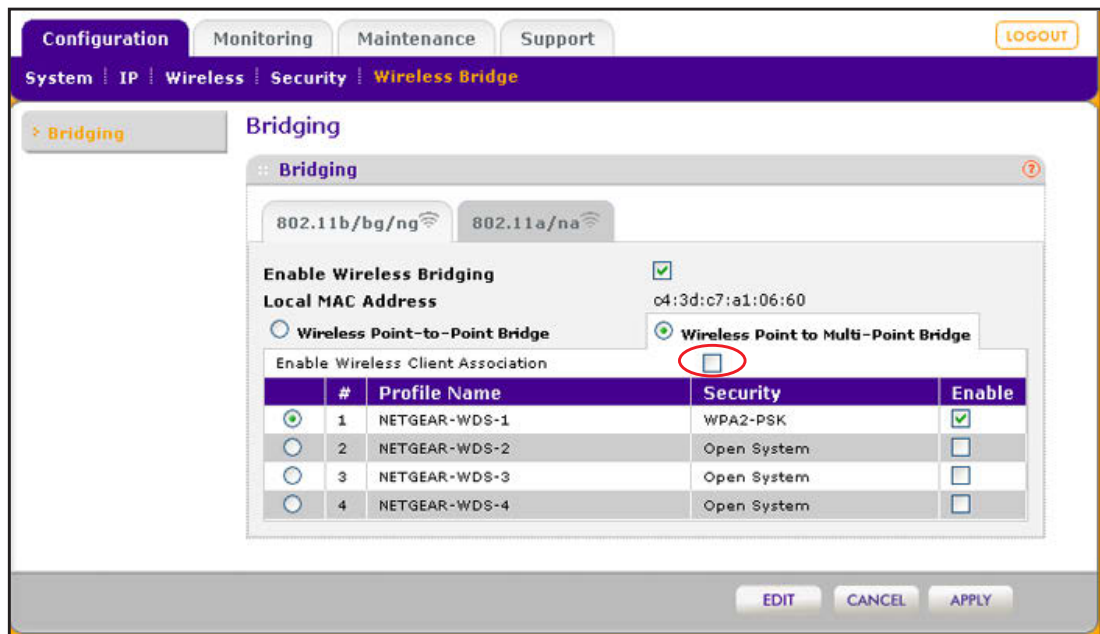 Configuration Monitoring Maintenance Support LOGOUT
System IP Wireless Security Wireless Bridge
> Bridging
Bridging
:: Bridging ?
802.11b/bg/ng 802.11a/na
Enable Wireless Bridging
Local MAC Address c4:3d:c7:a1:06:60
Wireless Point-to-Point Bridge Wireless Point to Multi-Point Bridge
Enable Wireless Client Association
# Profile Name Security Enable
1 NETGEAR-WDS-1 WPA2-PSK
2 NETGEAR-WDS-2 Open System
3 NETGEAR-WDS-3 Open System
4 NETGEAR-WDS-4 Open System
EDIT CANCEL APPLY